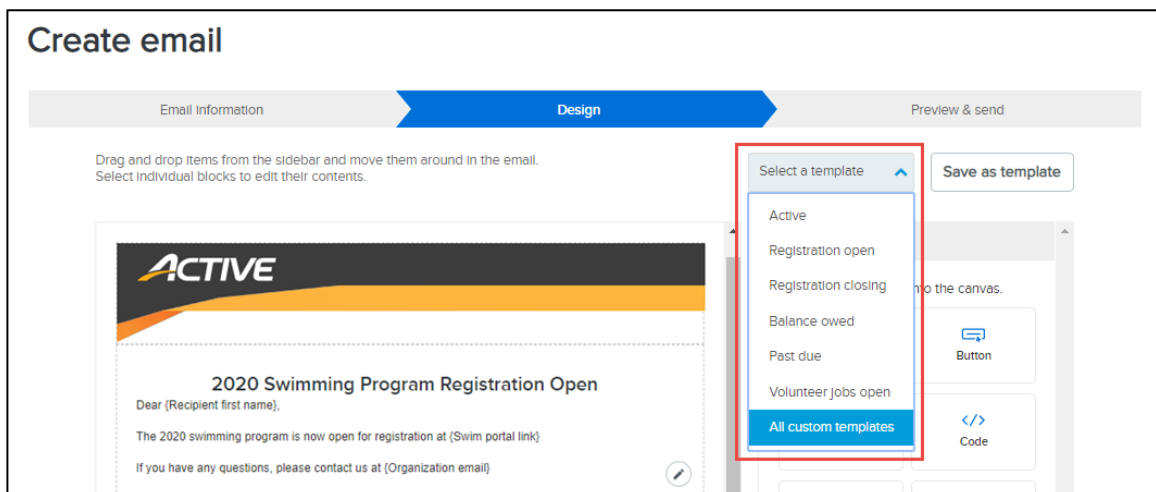 Create email
Email Information
Design
Preview & send
Drag and drop items from the sidebar and move them around in the email.
Select individual blocks to edit their contents.
Select a template
Save as template
Active
Registration open
Registration closing
Balance owed
Past due
Volunteer jobs open
All custom templates
into the canvas.
Button
</>
Code
ACTIVE
2020 Swimming Program Registration Open
Dear {Recipient first name},
The 2020 swimming program is now open for registration at {Swim portal link}
If you have any questions, please contact us at {Organization email}